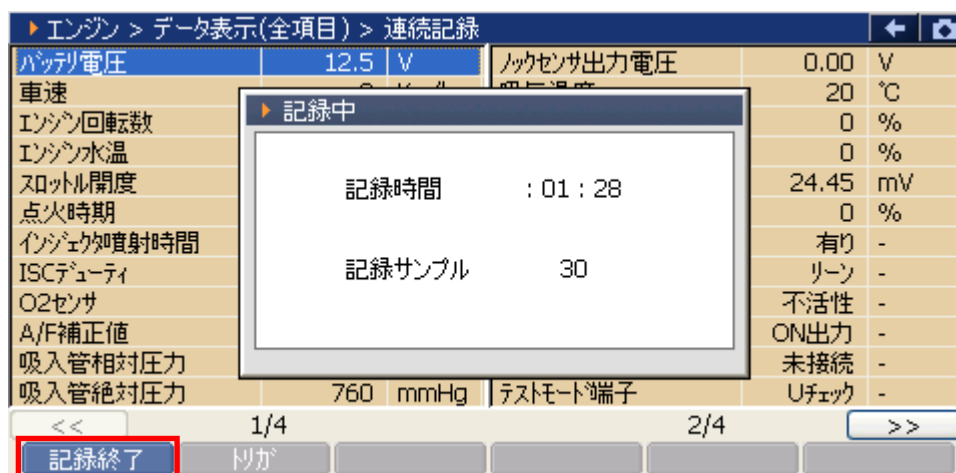 エンジン > データ表示(全項目) > 連続記録
バッテリ電圧 12.5 V ノックセンサ出力電圧 0.00 V
車速 20 ℃
エンジン回転数 0 %
エンジン水温 0 %
スロットル開度 24.45 mV
点火時期 0 %
インジェクタ噴射時間 有り -
ISCデューティ リーン -
O2センサ 不活性 -
A/F補正値 ON出力 -
吸入管相対圧力 未接続 -
吸入管絶対圧力 760 mmHg テストモード端子 Uチェック -
記録中
記録時間 :01:28
記録サンプル 30
<< 1/4 2/4 >>
記録終了 トリガ